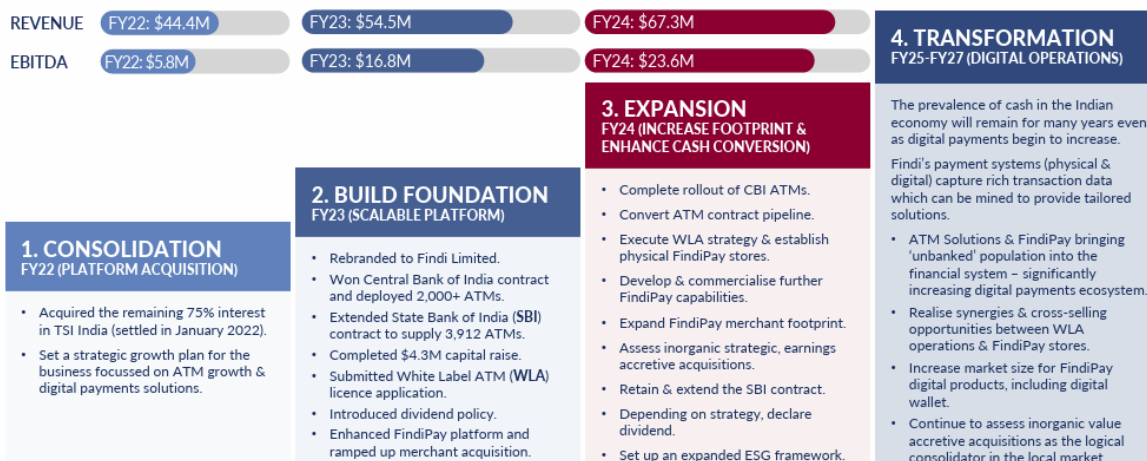 REVENUE
FY22: $44.4M
FY23: $54.5M
FY24: $67.3M
EBITDA
FY22: $5.8M
FY23: $16.8M
FY24: $23.6M
1. CONSOLIDATION
FY22 (PLATFORM ACQUISITION)
• Acquired the remaining 75% interest
in TSI India (settled in January 2022).
• Set a strategic growth plan for the
business focussed on ATM growth &
digital payments solutions.
2. BUILD FOUNDATION
FY23 (SCALABLE PLATFORM)
• Rebranded to Findi Limited.
• Won Central Bank of India contract
and deployed 2,000+ ATMs.
• Extended State Bank of India (SBI)
contract to supply 3,912 ATMs.
• Completed $4.3M capital raise.
• Submitted White Label ATM (WLA)
licence application.
• Introduced dividend policy.
• Enhanced FindiPay platform and
ramped up merchant acquisition.
3. EXPANSION
FY24 (INCREASE FOOTPRINT &
ENHANCE CASH CONVERSION)
• Complete rollout of CBI ATMs.
• Convert ATM contract pipeline.
• Execute WLA strategy & establish
physical FindiPay stores.
• Develop & commercialise further
FindiPay capabilities.
• Expand FindiPay merchant footprint.
• Assess inorganic strategic, earnings
accretive acquisitions.
• Retain & extend the SBI contract.
• Depending on strategy, declare
dividend.
• Set up an expanded ESG framework.
4. TRANSFORMATION
FY25-FY27 (DIGITAL OPERATIONS)
The prevalence of cash in the Indian
economy will remain for many years even
as digital payments begin to increase.
Findi's payment systems (physical &
digital) capture rich transaction data
which can be mined to provide tailored
solutions.
• ATM Solutions & FindiPay bringing
'unbanked' population into the
financial system – significantly
increasing digital payments ecosystem.
• Realise synergies & cross-selling
opportunities between WLA
operations & FindiPay stores.
• Increase market size for FindiPay
digital products, including digital
wallet.
• Continue to assess inorganic value
accretive acquisitions as the logical
consolidator in the local market